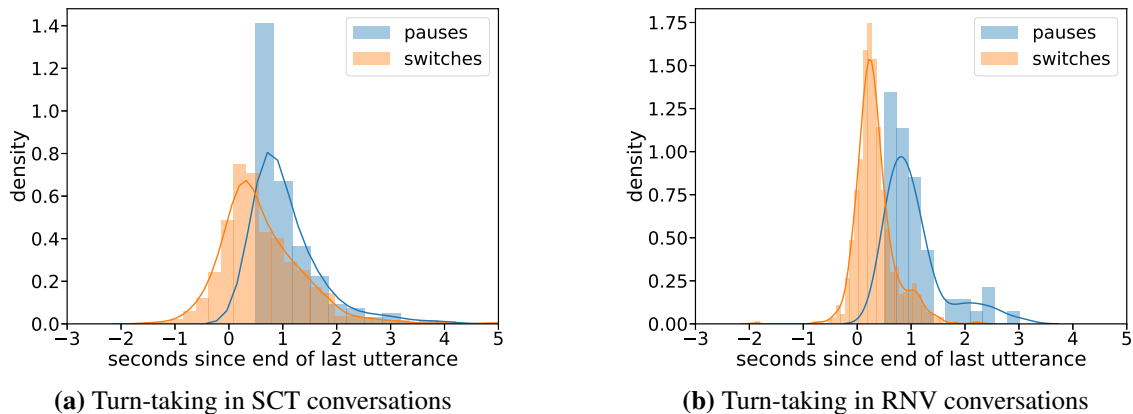 1.4
1.2
1.0
0.8
0.6
0.4
0.2
0.0
density
−3 −2 −1 0 1 2 3 4 5
seconds since end of last utterance
pauses
switches
(a) Turn-taking in SCT conversations
1.75
1.50
1.25
1.00
0.75
0.50
0.25
0.00
density
−3 −2 −1 0 1 2 3 4 5
seconds since end of last utterance
pauses
switches
(b) Turn-taking in RNV conversations